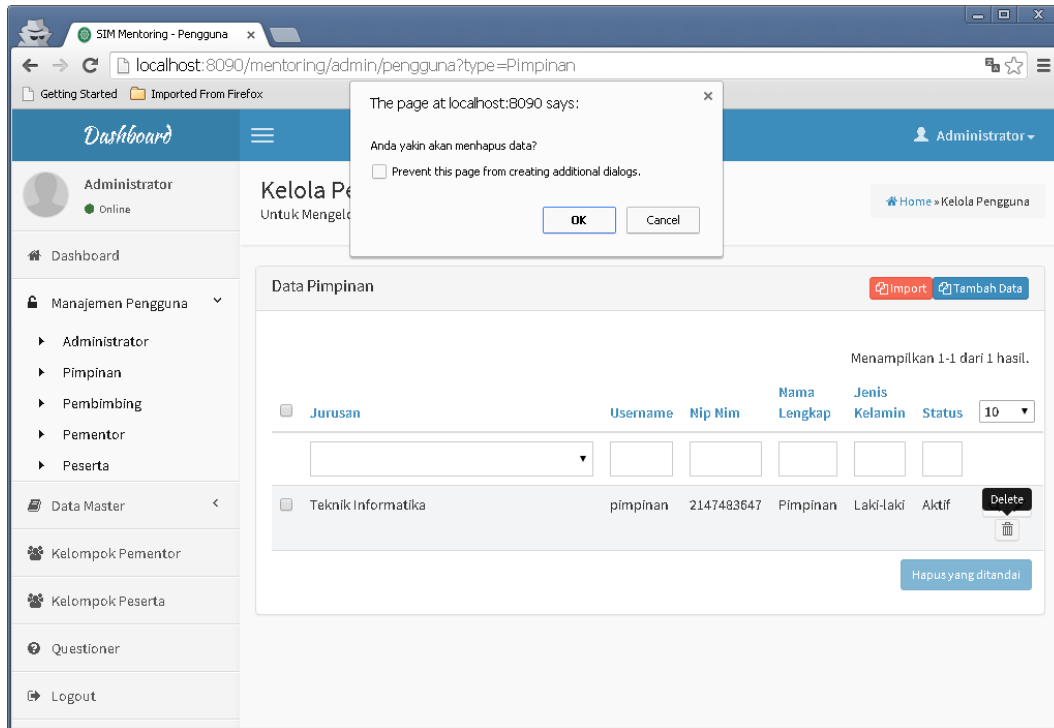 SIM Mentoring - Pengguna
localhost:8090/mentoring/admin/pengguna?type=Pimpinan
Getting Started
Imported From Firefox
The page at localhost:8090 says:
Anda yakin akan menhapus data?
Prevent this page from creating additional dialogs.
OK
Cancel
Dashboard
Administrator
Administrator
Online
Kelola Pe
Untuk Mengelo
Home » Kelola Pengguna
Dashboard
Manajemen Pengguna
Administrator
Pimpinan
Pembimbing
Pementor
Peserta
Data Master
Kelompok Pementor
Kelompok Peserta
Questioner
Logout
Data Pimpinan
Import
Tambah Data
Menampilkan 1-1 dari 1 hasil.
Jurusan
Username
Nip Nim
Nama Lengkap
Jenis Kelamin
Status
10
Teknik Informatika
pimpinan
2147483647
Pimpinan
Laki-laki
Aktif
Delete
Hapus yang ditandai